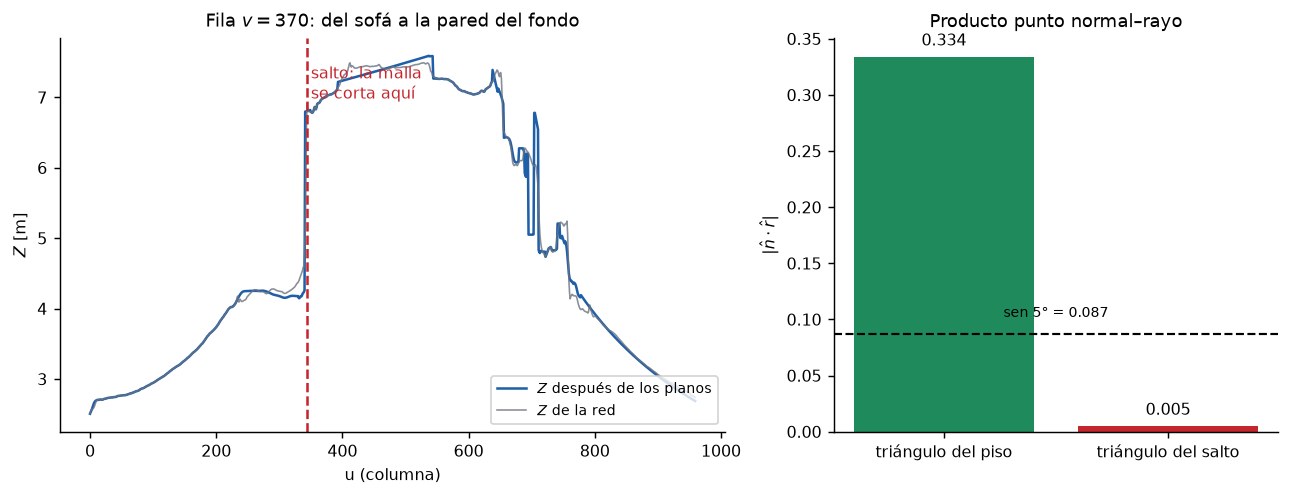 Fila v = 370: del sofá a la pared del fondo
salto: la malla
se corta aquí
Z [m]
7
6
5
4
3
0
200
400
600
800
1000
u (columna)
Z después de los planos
Z de la red
Producto punto normal–rayo
|n̂ · r̂|
0.35
0.30
0.25
0.20
0.15
0.10
0.05
0.00
0.334
sen 5° = 0.087
0.005
triángulo del piso
triángulo del salto